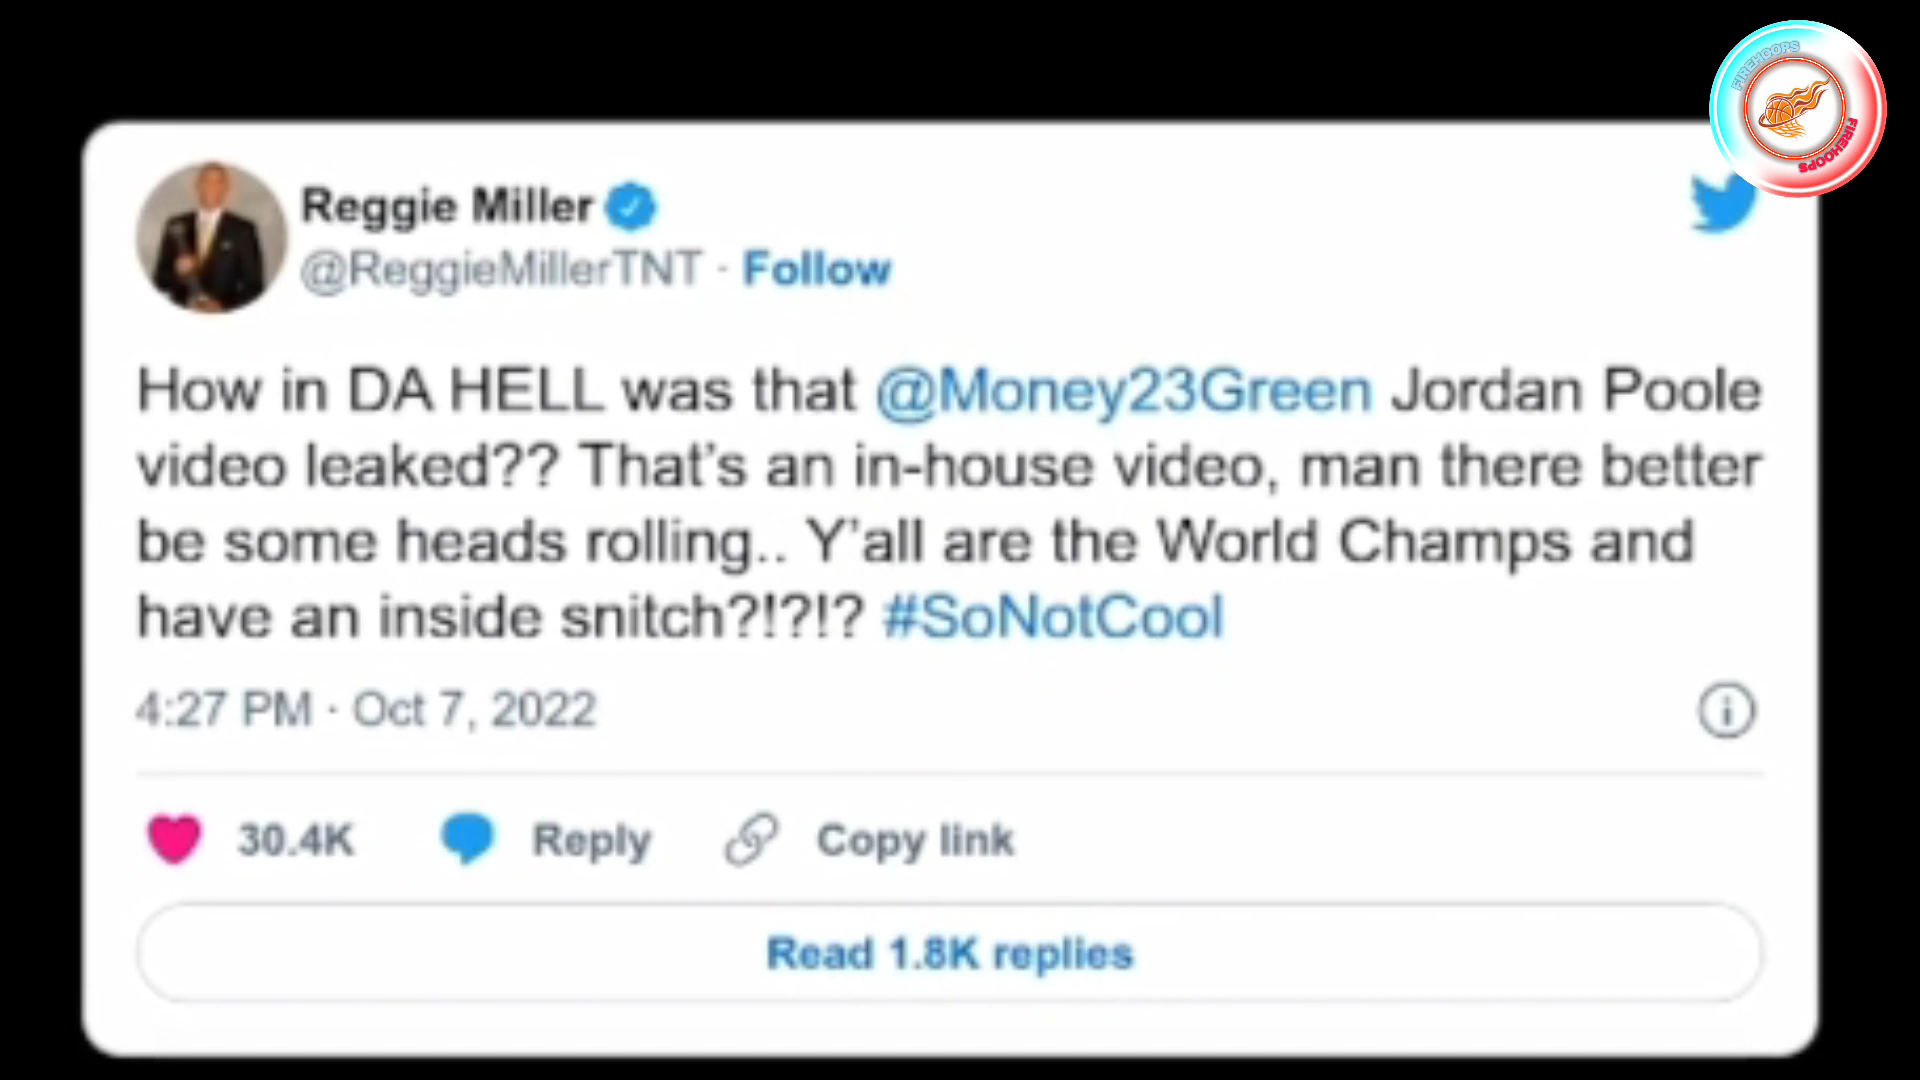 FIREHOOPS
FIREHOOPS
Reggie Miller
@ReggieMillerTNT · Follow
How in DA HELL was that @Money23Green Jordan Poole
video leaked?? That’s an in-house video, man there better
be some heads rolling.. Y’all are the World Champs and
have an inside snitch?!?!? #SoNotCool
4:27 PM · Oct 7, 2022
30.4K Reply Copy link
Read 1.8K replies